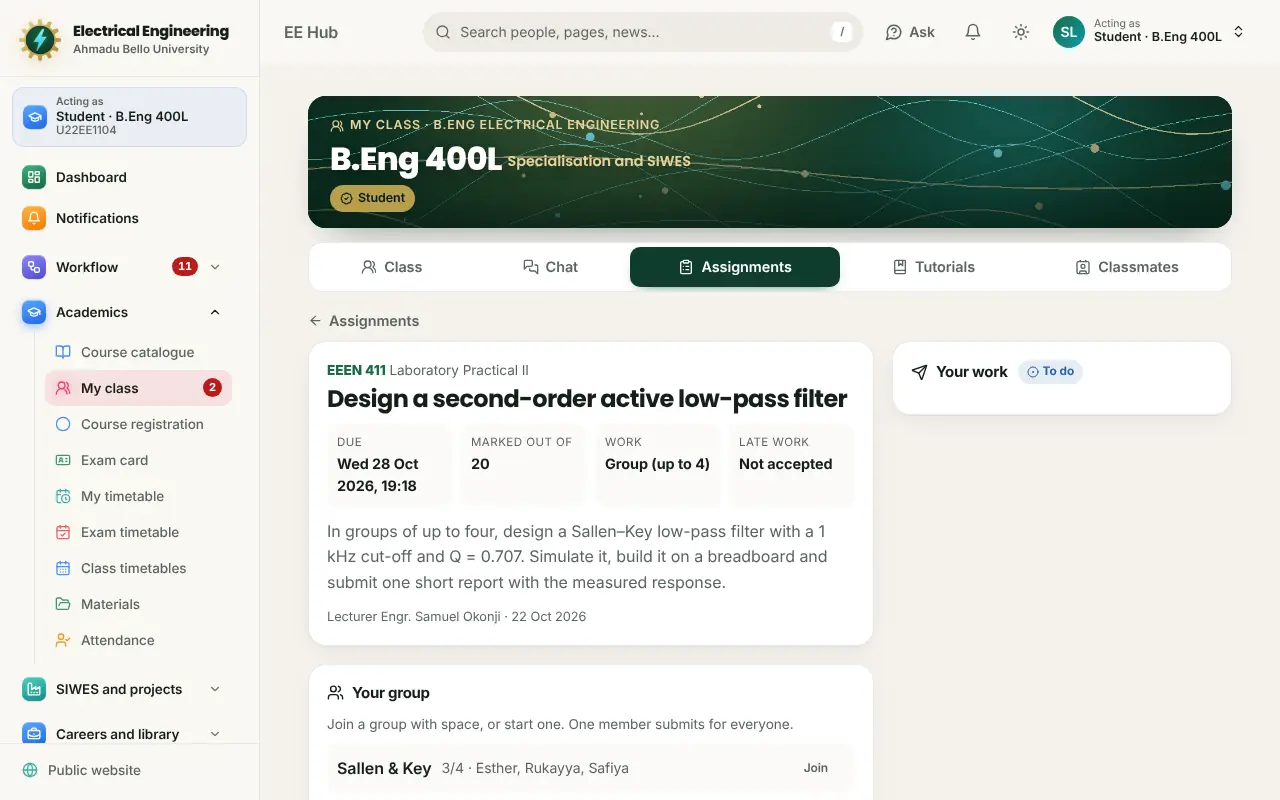 Electrical Engineering
Ahmadu Bello University
Acting as
Student · B.Eng 400L
U22EE1104
Dashboard
Notifications
Workflow 11
Academics
Course catalogue
My class 2
Course registration
Exam card
My timetable
Exam timetable
Class timetables
Materials
Attendance
SIWES and projects
Careers and library
Public website
EE Hub
Search people, pages, news... /
Ask
SL
Acting as
Student · B.Eng 400L
MY CLASS · B.ENG ELECTRICAL ENGINEERING
B.Eng 400L Specialisation and SIWES
Student
Class Chat Assignments Tutorials Classmates
← Assignments
EEEN 411 Laboratory Practical II
Design a second-order active low-pass filter
DUE
Wed 28 Oct
2026, 19:18
MARKED OUT OF
20
WORK
Group (up to 4)
LATE WORK
Not accepted
In groups of up to four, design a Sallen–Key low-pass filter with a 1
kHz cut-off and Q = 0.707. Simulate it, build it on a breadboard and
submit one short report with the measured response.
Lecturer Engr. Samuel Okonji · 22 Oct 2026
Your group
Join a group with space, or start one. One member submits for everyone.
Sallen & Key 3/4 · Esther, Rukayya, Safiya Join
Your work To do